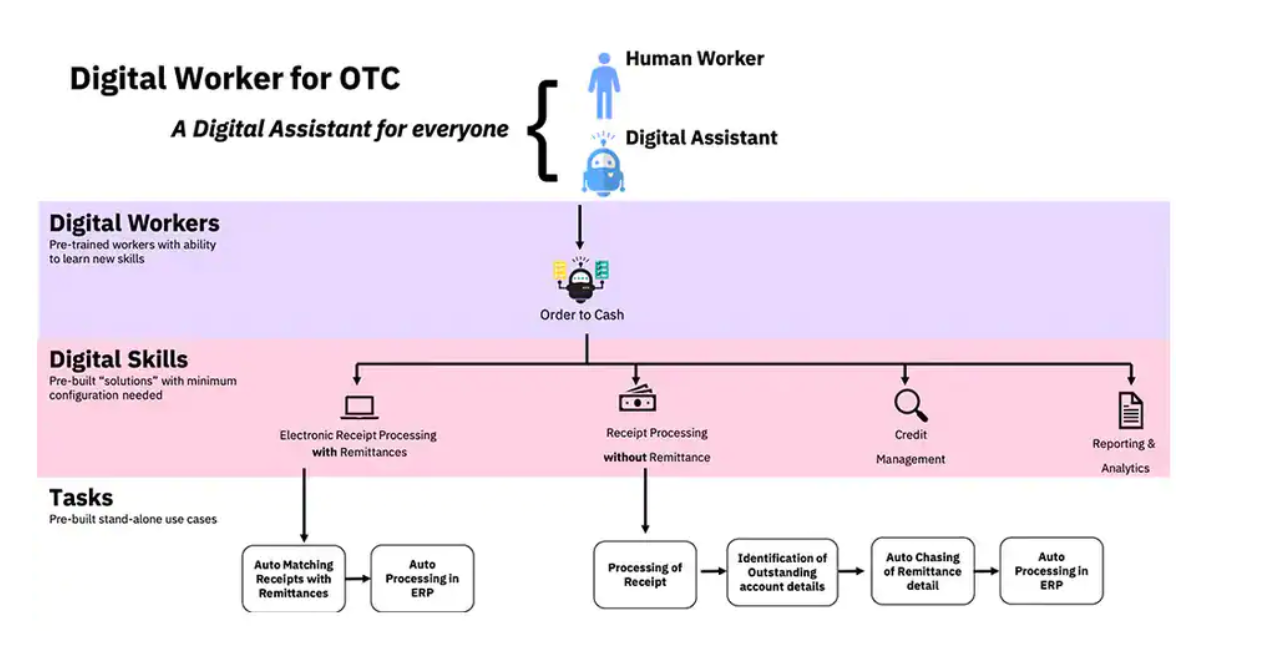 Digital Worker for OTC
A Digital Assistant for everyone
Human Worker
Digital Assistant
Digital Workers
Pre-trained workers with ability
to learn new skills
Order to Cash
Digital Skills
Pre-built “solutions” with minimum
configuration needed
Electronic Receipt Processing
with Remittances
Receipt Processing
without Remittance
Credit
Management
Reporting &
Analytics
Tasks
Pre-built stand-alone use cases
Auto Matching
Receipts with
Remittances
Auto
Processing in
ERP
Processing of
Receipt
Identification of
Outstanding
account details
Auto Chasing
of Remittance
detail
Auto
Processing in
ERP